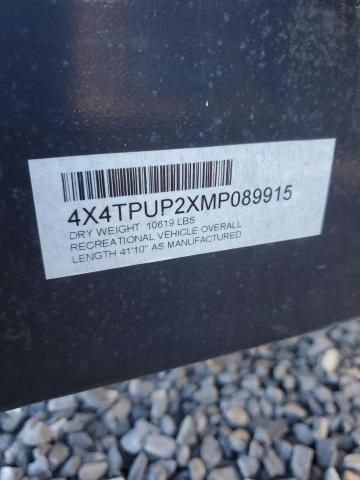 4X4TPUP2XMP089915
DRY WEIGHT: 10619 LBS
RECREATIONAL VEHICLE OVERALL
LENGTH 41'10" AS MANUFACTURED